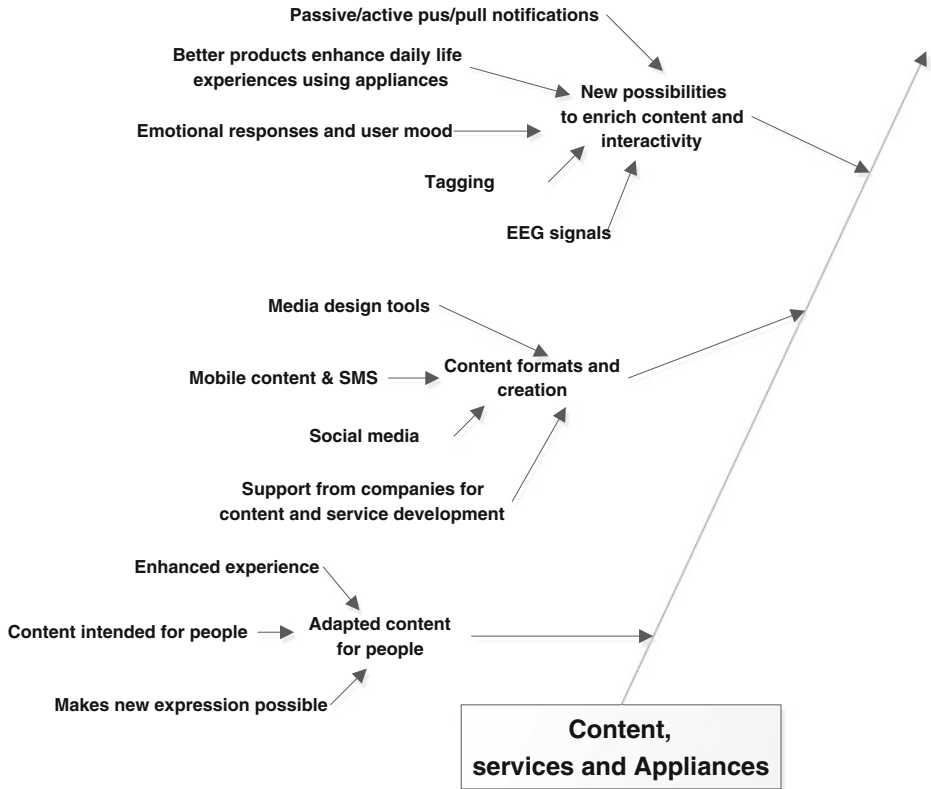 Passive/active pus/pull notifications
Better products enhance daily life
experiences using appliances
New possibilities
to enrich content and
interactivity
Emotional responses and user mood
Tagging
EEG signals
Media design tools
Content formats and
creation
Mobile content & SMS
Social media
Support from companies for
content and service development
Enhanced experience
Content intended for people
Adapted content
for people
Makes new expression possible
Content,
services and Appliances